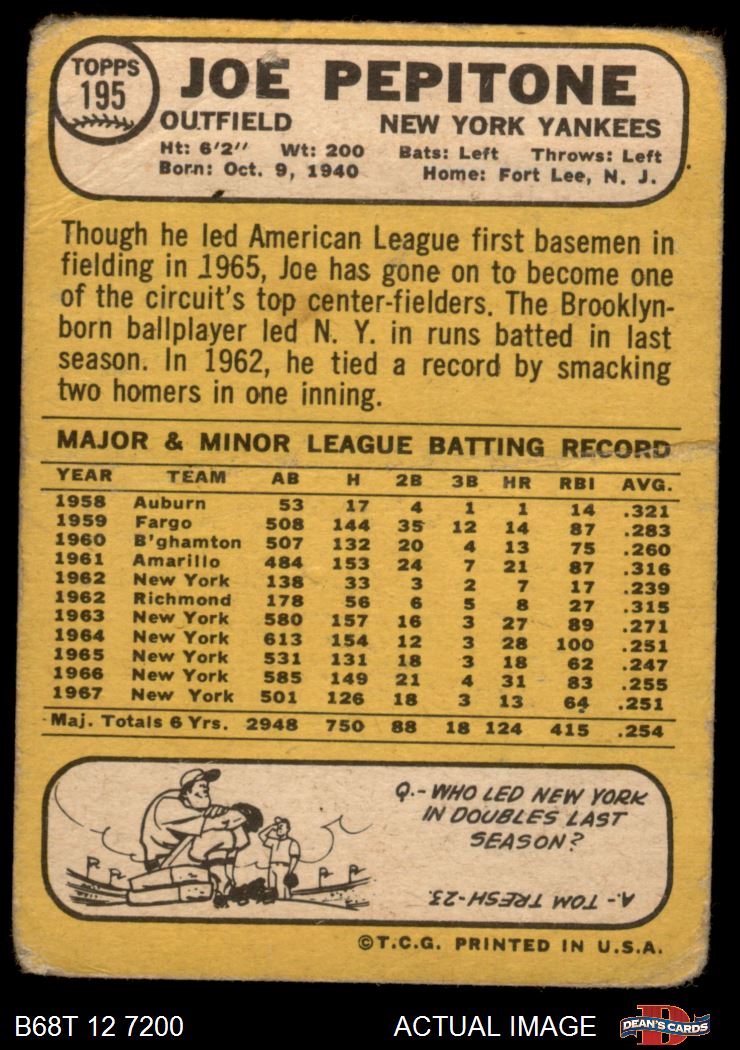 TOPPS
195
JOE PEPITONE
OUTFIELD NEW YORK YANKEES
Ht: 6'2" Wt: 200 Bats: Left Throws: Left
Born: Oct. 9, 1940 Home: Fort Lee, N. J.
Though he led American League first basemen in
fielding in 1965, Joe has gone on to become one
of the circuit's top center-fielders. The Brooklyn-
born ballplayer led N. Y. in runs batted in last
season. In 1962, he tied a record by smacking
two homers in one inning.
MAJOR & MINOR LEAGUE BATTING RECORD
YEAR TEAM AB H 2B 3B HR RBI AVG.
1958 Auburn 53 17 4 1 1 14 .321
1959 Fargo 508 144 35 12 14 87 .283
1960 B'ghamton 507 132 20 4 13 75 .260
1961 Amarillo 484 153 24 7 21 87 .316
1962 New York 138 33 3 2 7 17 .239
1962 Richmond 178 56 6 5 8 27 .315
1963 New York 580 157 16 3 27 89 .271
1964 New York 613 154 12 3 28 100 .251
1965 New York 531 131 18 3 18 62 .247
1966 New York 585 149 21 4 31 83 .255
1967 New York 501 126 18 3 13 64 .251
Maj. Totals 6 Yrs. 2948 750 88 18 124 415 .254
Q.- WHO LED NEW YORK
IN DOUBLES LAST
SEASON?
A.- TOM TRESH-23.
©T.C.G. PRINTED IN U.S.A.
B68T 12 7200 ACTUAL IMAGE DEAN'S CARDS